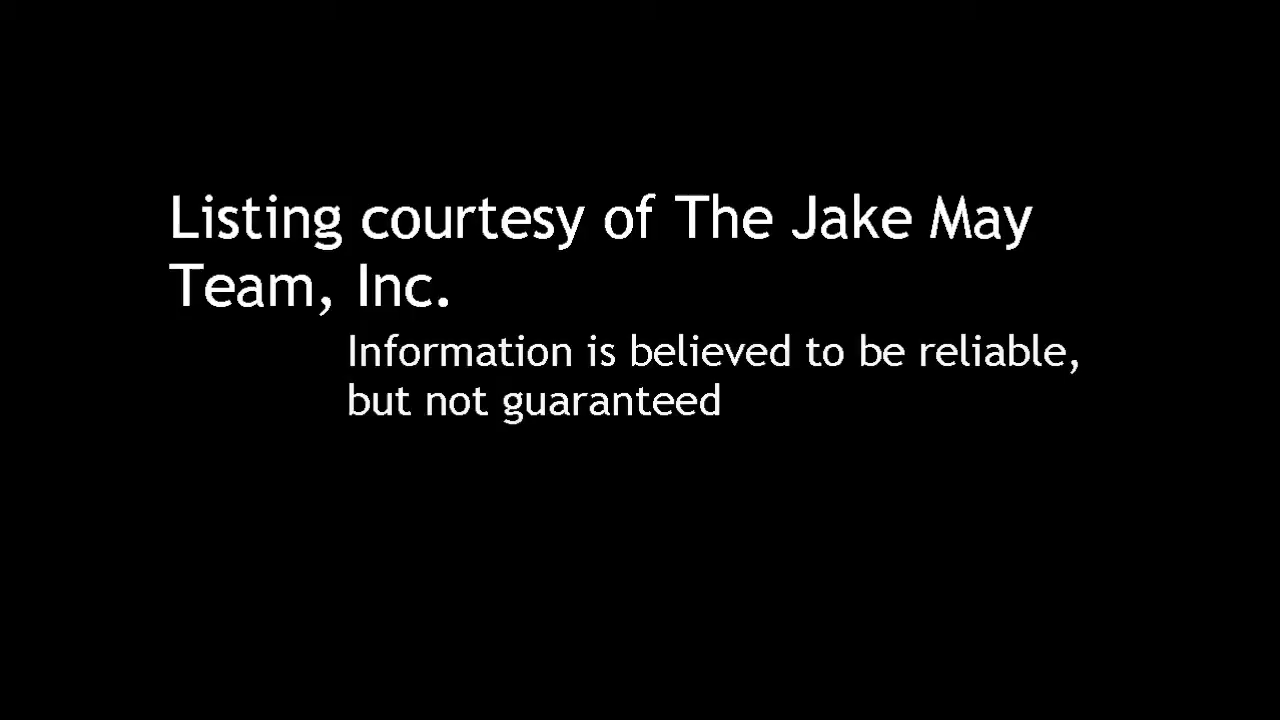 Listing courtesy of The Jake May
Team, Inc.
Information is believed to be reliable,
but not guaranteed